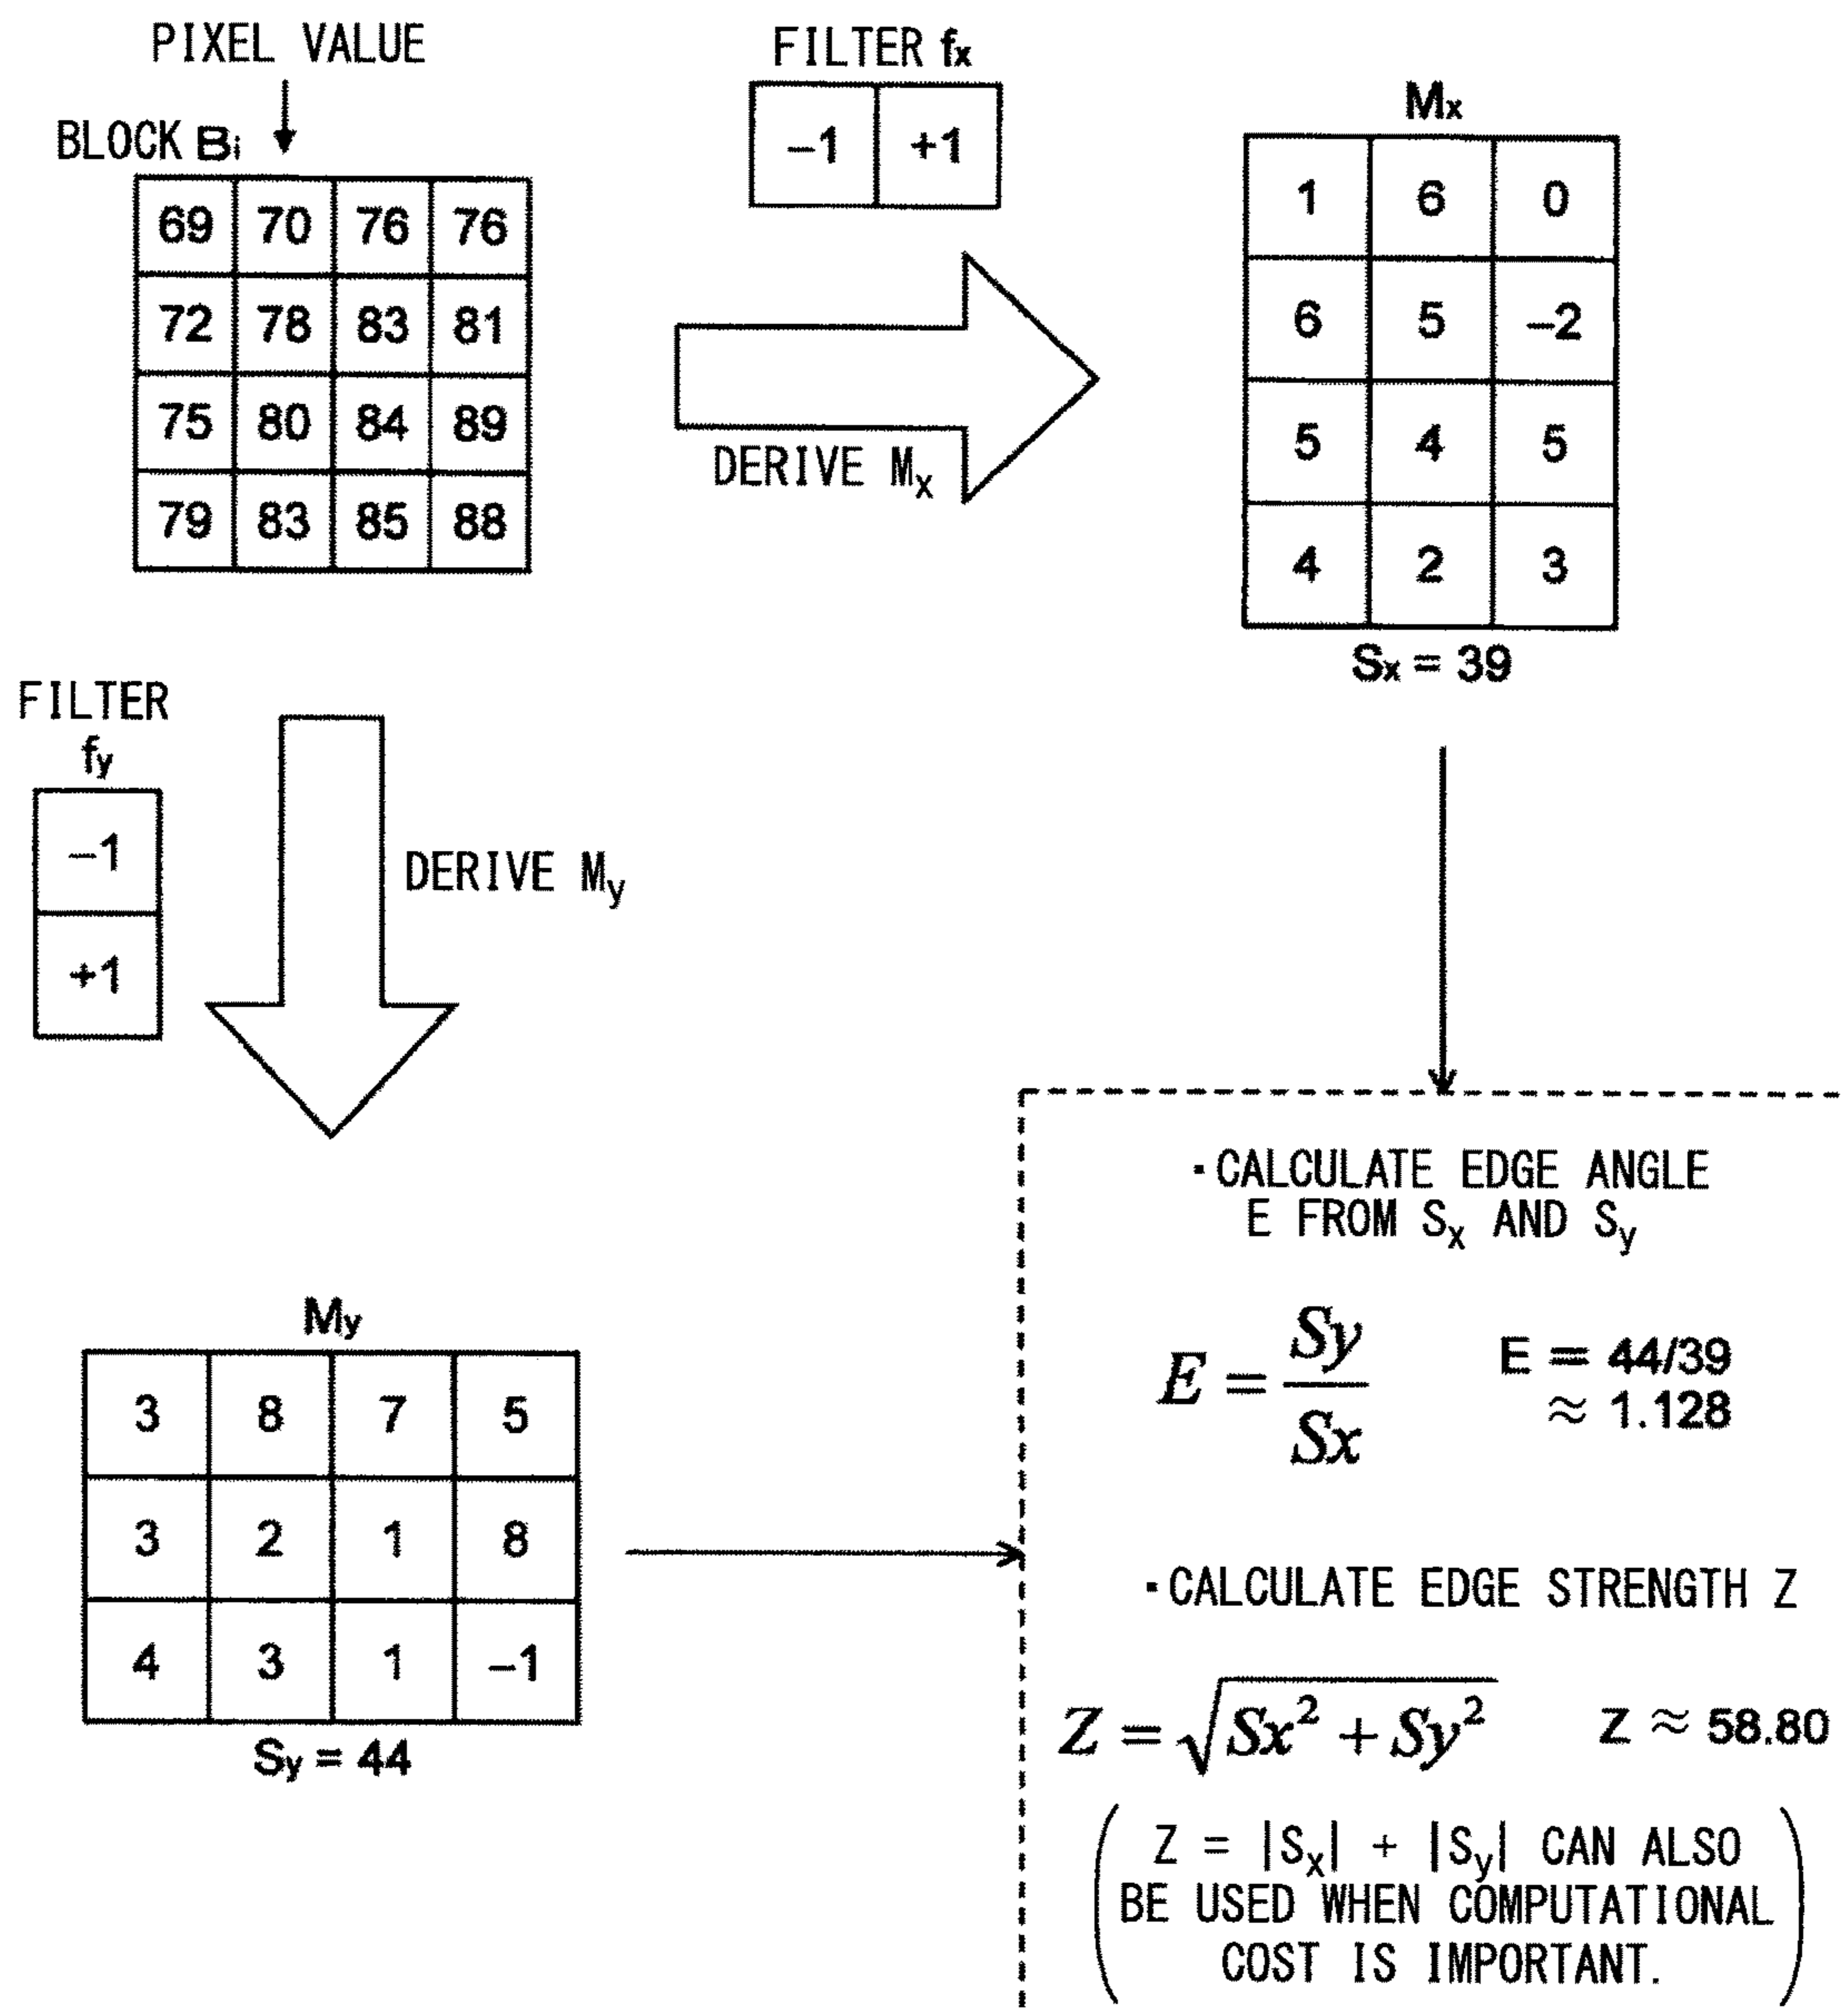 PIXEL VALUE
BLOCK Bi
69 70 76 76
72 78 83 81
75 80 84 89
79 83 85 88
FILTER fx
−1 +1
DERIVE Mx
Mx
1 6 0
6 5 −2
5 4 5
4 2 3
Sx = 39
FILTER
fy
−1
+1
DERIVE My
My
3 8 7 5
3 2 1 8
4 3 1 −1
Sy = 44
・CALCULATE EDGE ANGLE
E FROM Sx AND Sy
E = Sy/Sx
E = 44/39
≈ 1.128
・CALCULATE EDGE STRENGTH Z
Z = √Sx² + Sy² Z ≈ 58.80
( Z = |Sx| + |Sy| CAN ALSO
BE USED WHEN COMPUTATIONAL
COST IS IMPORTANT. )